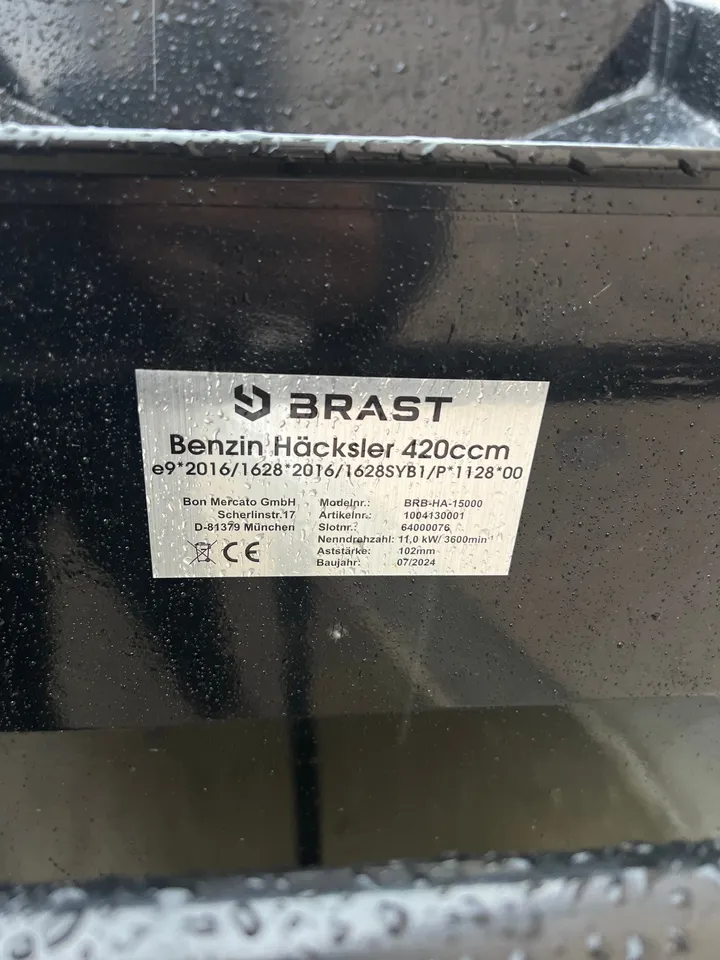 BRAST
Benzin Häcksler 420ccm
e9*2016/1628*2016/1628SYB1/P*1128*00
Bon Mercato GmbH
Scherlinstr.17
D-81379 München
CE
Modelnr.: BRB-HA-15000
Artikelnr.: 1004130001
Slotnr.: 64000076
Nenndrehzahl: 11,0 kW/ 3600min
Aststärke: 102mm
Baujahr: 07/2024